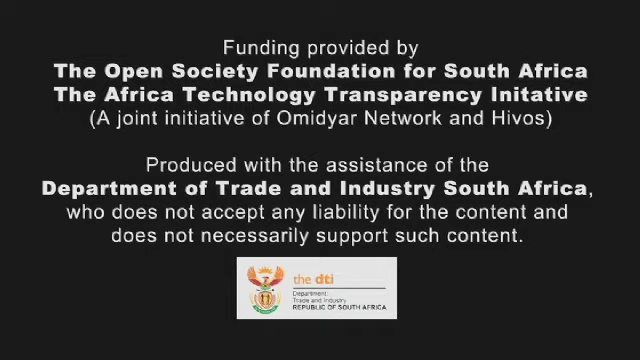 Funding provided by
The Open Society Foundation for South Africa
The Africa Technology Transparency Initative
(A joint initiative of Omidyar Network and Hivos)
Produced with the assistance of the
Department of Trade and Industry South Africa,
who does not accept any liability for the content and
does not necessarily support such content.
the dti
Department:
Trade and Industry
REPUBLIC OF SOUTH AFRICA